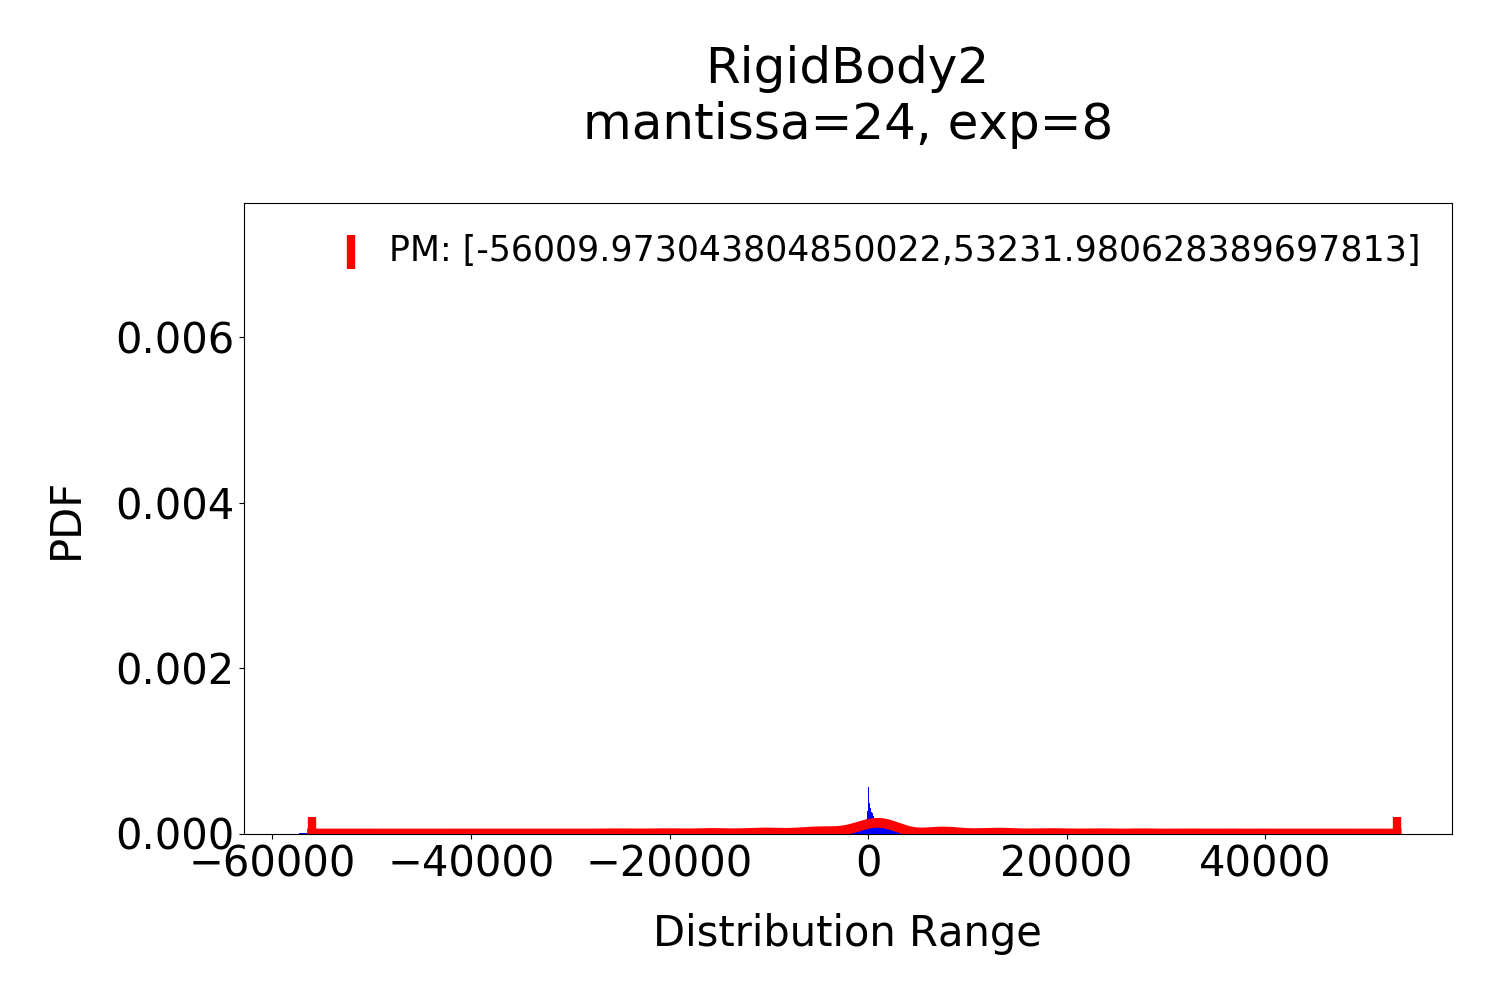 RigidBody2
mantissa=24, exp=8
PM: [-56009.973043804850022,53231.980628389697813]
0.006
0.004
0.002
0.000
PDF
−60000 −40000 −20000 0 20000 40000
Distribution Range